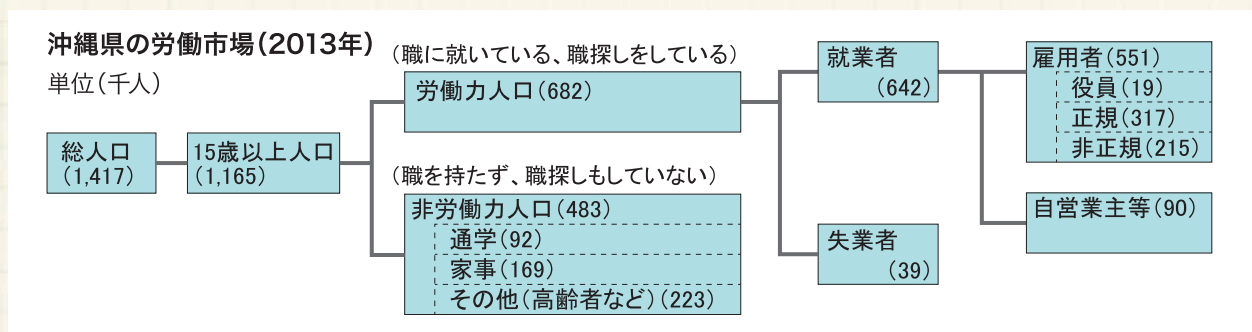 沖縄県の労働市場（2013年）
単位（千人）
総人口
（1,417）
15歳以上人口
（1,165）
（職に就いている、職探しをしている）
労働力人口（682）
（職を持たず、職探しもしていない）
非労働力人口（483）
通学（92）
家事（169）
その他（高齢者など）（223）
就業者
（642）
失業者
（39）
雇用者（551）
役員（19）
正規（317）
非正規（215）
自営業主等（90）